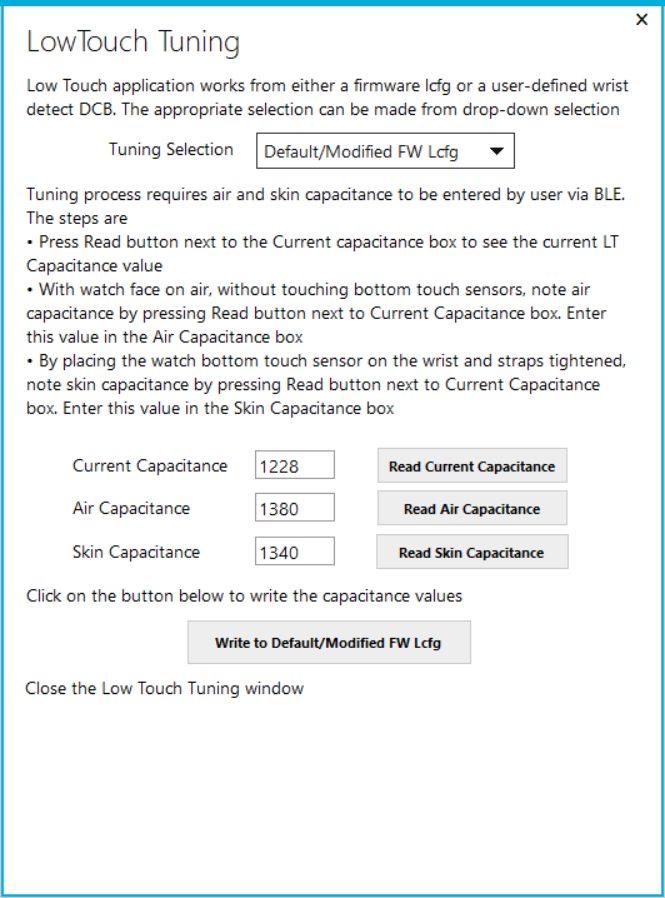 ×
LowTouch Tuning
Low Touch application works from either a firmware lcfg or a user-defined wrist
detect DCB. The appropriate selection can be made from drop-down selection
Tuning Selection Default/Modified FW Lcfg
Tuning process requires air and skin capacitance to be entered by user via BLE.
The steps are
• Press Read button next to the Current capacitance box to see the current LT
Capacitance value
• With watch face on air, without touching bottom touch sensors, note air
capacitance by pressing Read button next to Current Capacitance box. Enter
this value in the Air Capacitance box
• By placing the watch bottom touch sensor on the wrist and straps tightened,
note skin capacitance by pressing Read button next to Current Capacitance
box. Enter this value in the Skin Capacitance box
Current Capacitance 1228 Read Current Capacitance
Air Capacitance 1380 Read Air Capacitance
Skin Capacitance 1340 Read Skin Capacitance
Click on the button below to write the capacitance values
Write to Default/Modified FW Lcfg
Close the Low Touch Tuning window